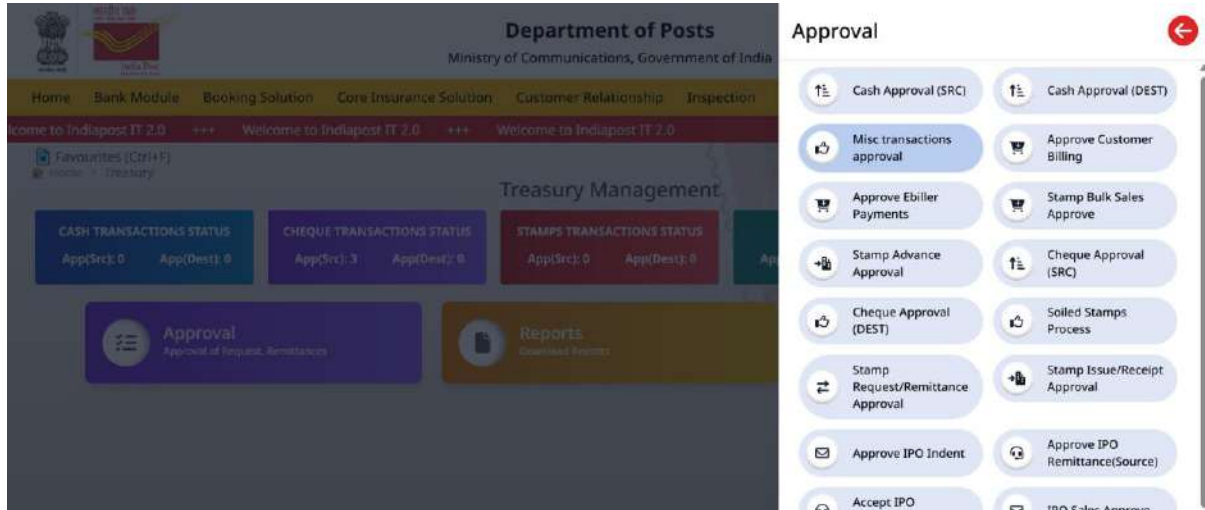 Department of Posts
Ministry of Communications, Government of India
Home Bank Module Booking Solution Core Insurance Solution Customer Relationship Inspection
lcome to Indiapost IT 2.0 +++ Welcome to Indiapost IT 2.0 +++ Welcome to Indiapost IT 2.0
Favourites (Ctrl+F)
Home > Treasury
Treasury Management
CASH TRANSACTIONS STATUS
App(Src): 0 App(Dest): 0
CHEQUE TRANSACTIONS STATUS
App(Src): 3 App(Dest): 0
STAMPS TRANSACTIONS STATUS
App(Src): 0 App(Dest): 0
Approval
Approval of Request, Remittances
Reports
Download Reports
Approval
Cash Approval (SRC)
Cash Approval (DEST)
Misc transactions
approval
Approve Customer
Billing
Approve Ebiller
Payments
Stamp Bulk Sales
Approve
Stamp Advance
Approval
Cheque Approval
(SRC)
Cheque Approval
(DEST)
Soiled Stamps
Process
Stamp
Request/Remittance
Approval
Stamp Issue/Receipt
Approval
Approve IPO Indent
Approve IPO
Remittance(Source)
Accept IPO
IPO Sales Approve